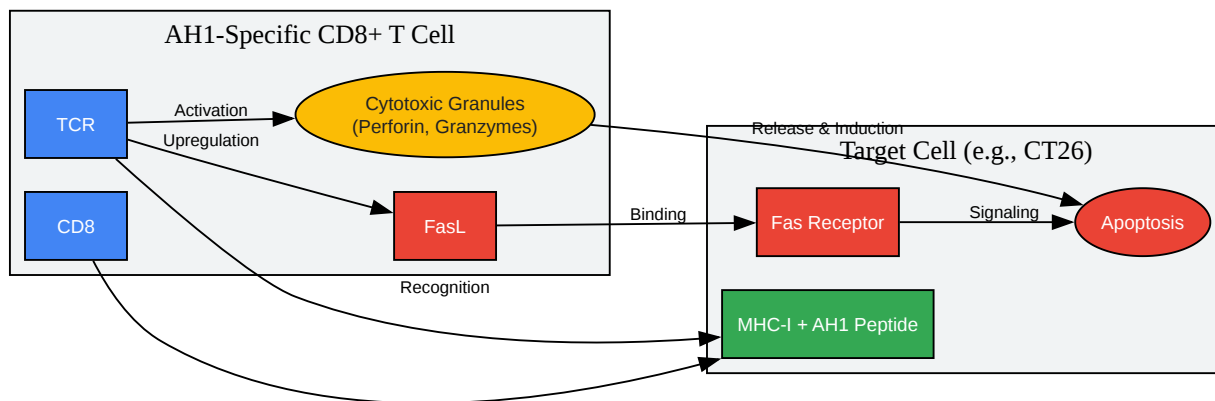 AH1-Specific CD8+ T Cell
TCR
Activation
Upregulation
Cytotoxic Granules
(Perforin, Granzymes)
Release & Induction
Target Cell (e.g., CT26)
CD8
FasL
Binding
Fas Receptor
Signaling
Apoptosis
Recognition
MHC-I + AH1 Peptide